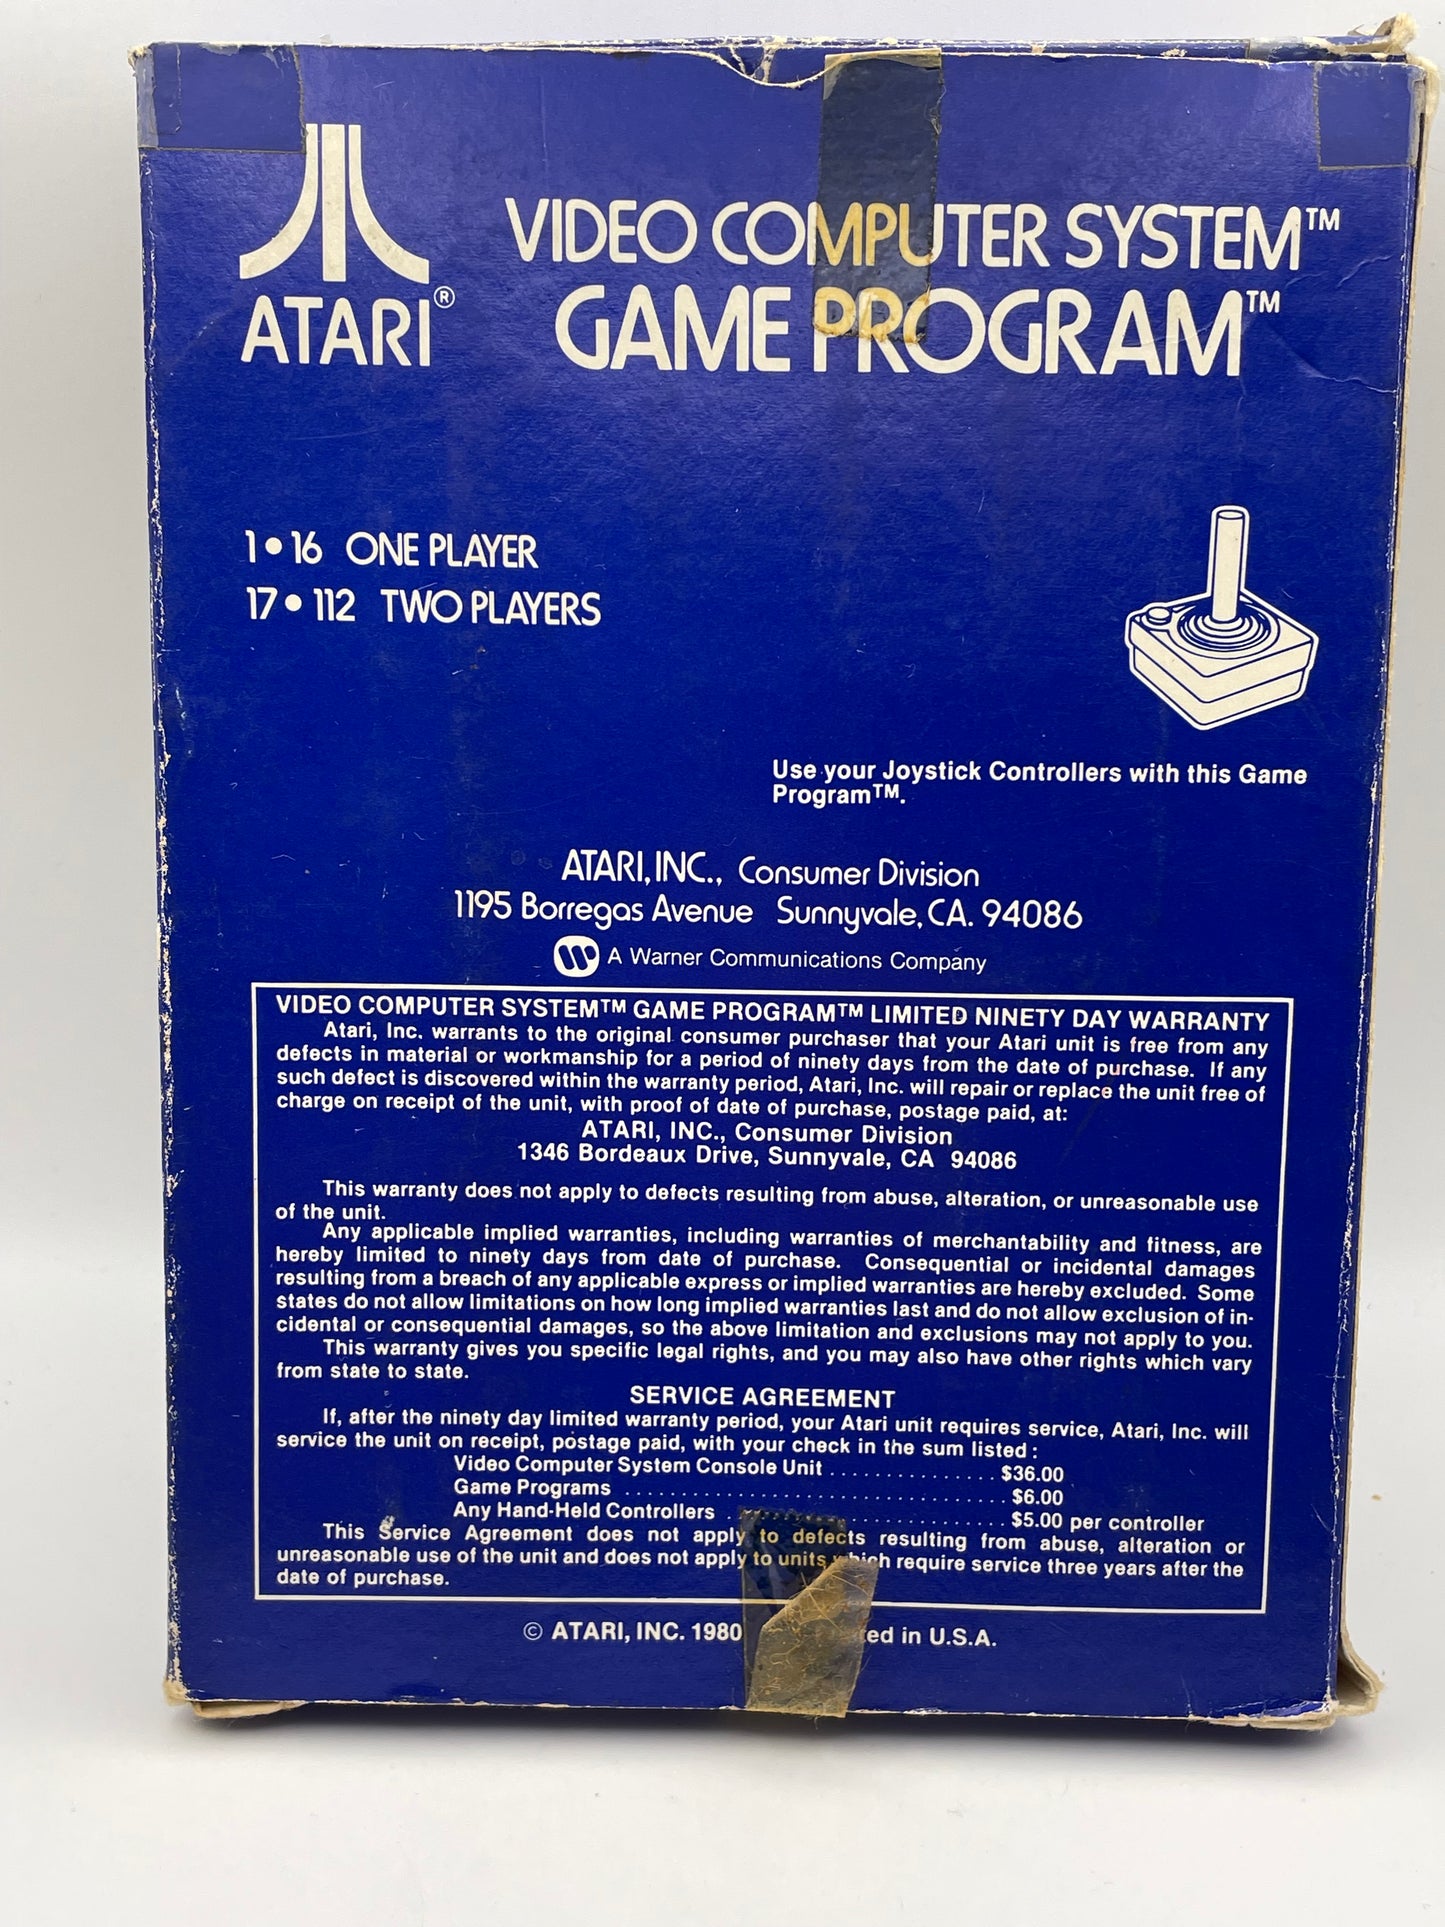 VIDEO COMPUTER SYSTEM™
GAME PROGRAM™
ATARI®
1 • 16 ONE PLAYER
17 • 112 TWO PLAYERS
Use your Joystick Controllers with this Game
Program™.
ATARI, INC., Consumer Division
1195 Borregas Avenue Sunnyvale, CA. 94086
A Warner Communications Company
VIDEO COMPUTER SYSTEM™ GAME PROGRAM™ LIMITED NINETY DAY WARRANTY
Atari, Inc. warrants to the original consumer purchaser that your Atari unit is free from any
defects in material or workmanship for a period of ninety days from the date of purchase. If any
such defect is discovered within the warranty period, Atari, Inc. will repair or replace the unit free of
charge on receipt of the unit, with proof of date of purchase, postage paid, at:
ATARI, INC., Consumer Division
1346 Bordeaux Drive, Sunnyvale, CA 94086
This warranty does not apply to defects resulting from abuse, alteration, or unreasonable use
of the unit.
Any applicable implied warranties, including warranties of merchantability and fitness, are
hereby limited to ninety days from date of purchase. Consequential or incidental damages
resulting from a breach of any applicable express or implied warranties are hereby excluded. Some
states do not allow limitations on how long implied warranties last and do not allow exclusion of in-
cidental or consequential damages, so the above limitation and exclusions may not apply to you.
This warranty gives you specific legal rights, and you may also have other rights which vary
from state to state.
SERVICE AGREEMENT
If, after the ninety day limited warranty period, your Atari unit requires service, Atari, Inc. will
service the unit on receipt, postage paid, with your check in the sum listed :
Video Computer System Console Unit ................ $36.00
Game Programs .................................... $6.00
Any Hand-Held Controllers ........................... $5.00 per controller
This Service Agreement does not apply to defects resulting from abuse, alteration or
unreasonable use of the unit and does not apply to units which require service three years after the
date of purchase.
© ATARI, INC. 1980 in U.S.A.